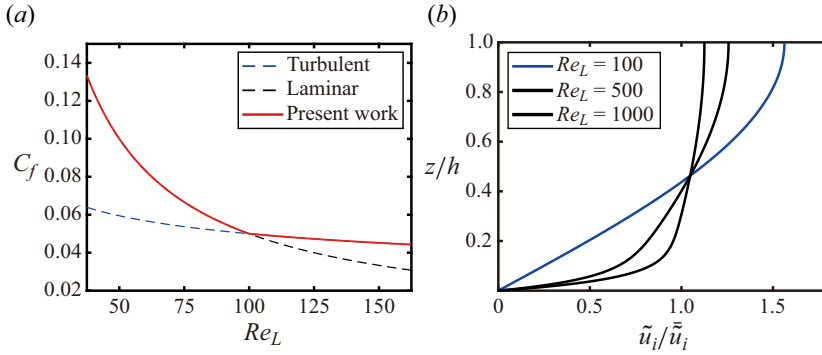 (a)
0.14
0.12
0.10
0.08
0.06
0.04
0.02
C_f
50
75
100
125
150
Re_L
Turbulent
Laminar
Present work
(b)
1.0
0.8
0.6
0.4
0.2
z/h
0
0.5
1.0
1.5
ũ_i/ũ̄_i
Re_L = 100
Re_L = 500
Re_L = 1000